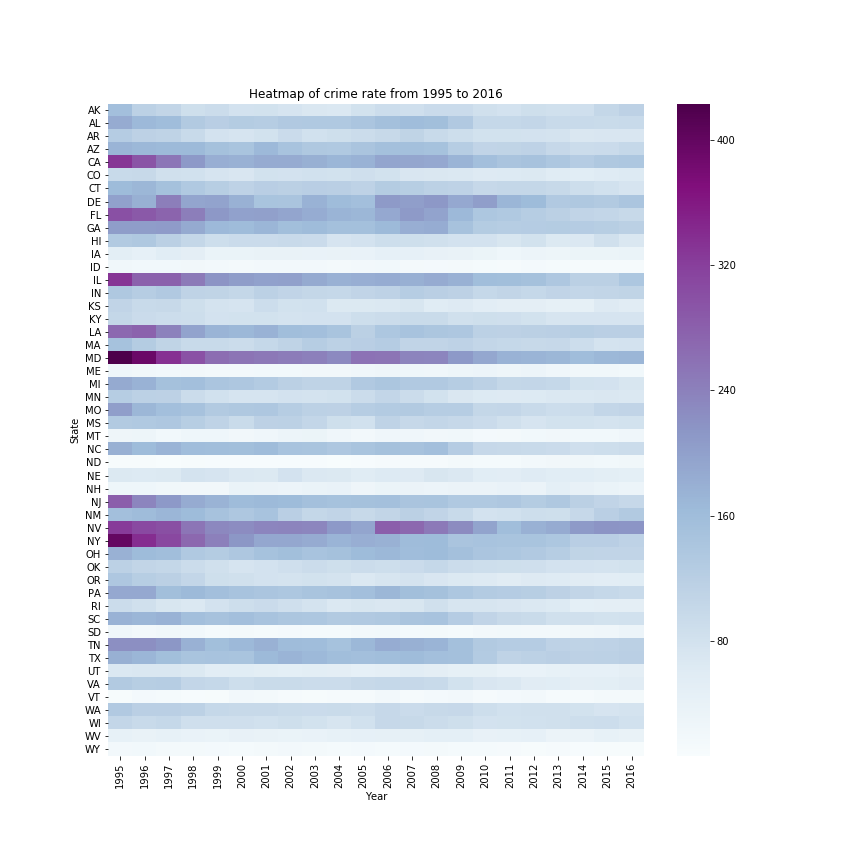 Heatmap of crime rate from 1995 to 2016
AK
AL
AR
AZ
CA
CO
CT
DE
FL
GA
HI
IA
ID
IL
IN
KS
KY
LA
MA
MD
ME
MI
MN
MO
MS
MT
NC
ND
NE
NH
NJ
NM
NV
NY
OH
OK
OR
PA
RI
SC
SD
TN
TX
UT
VA
VT
WA
WI
WV
WY
State
1995 1996 1997 1998 1999 2000 2001 2002 2003 2004 2005 2006 2007 2008 2009 2010 2011 2012 2013 2014 2015 2016
Year
400
320
240
160
80